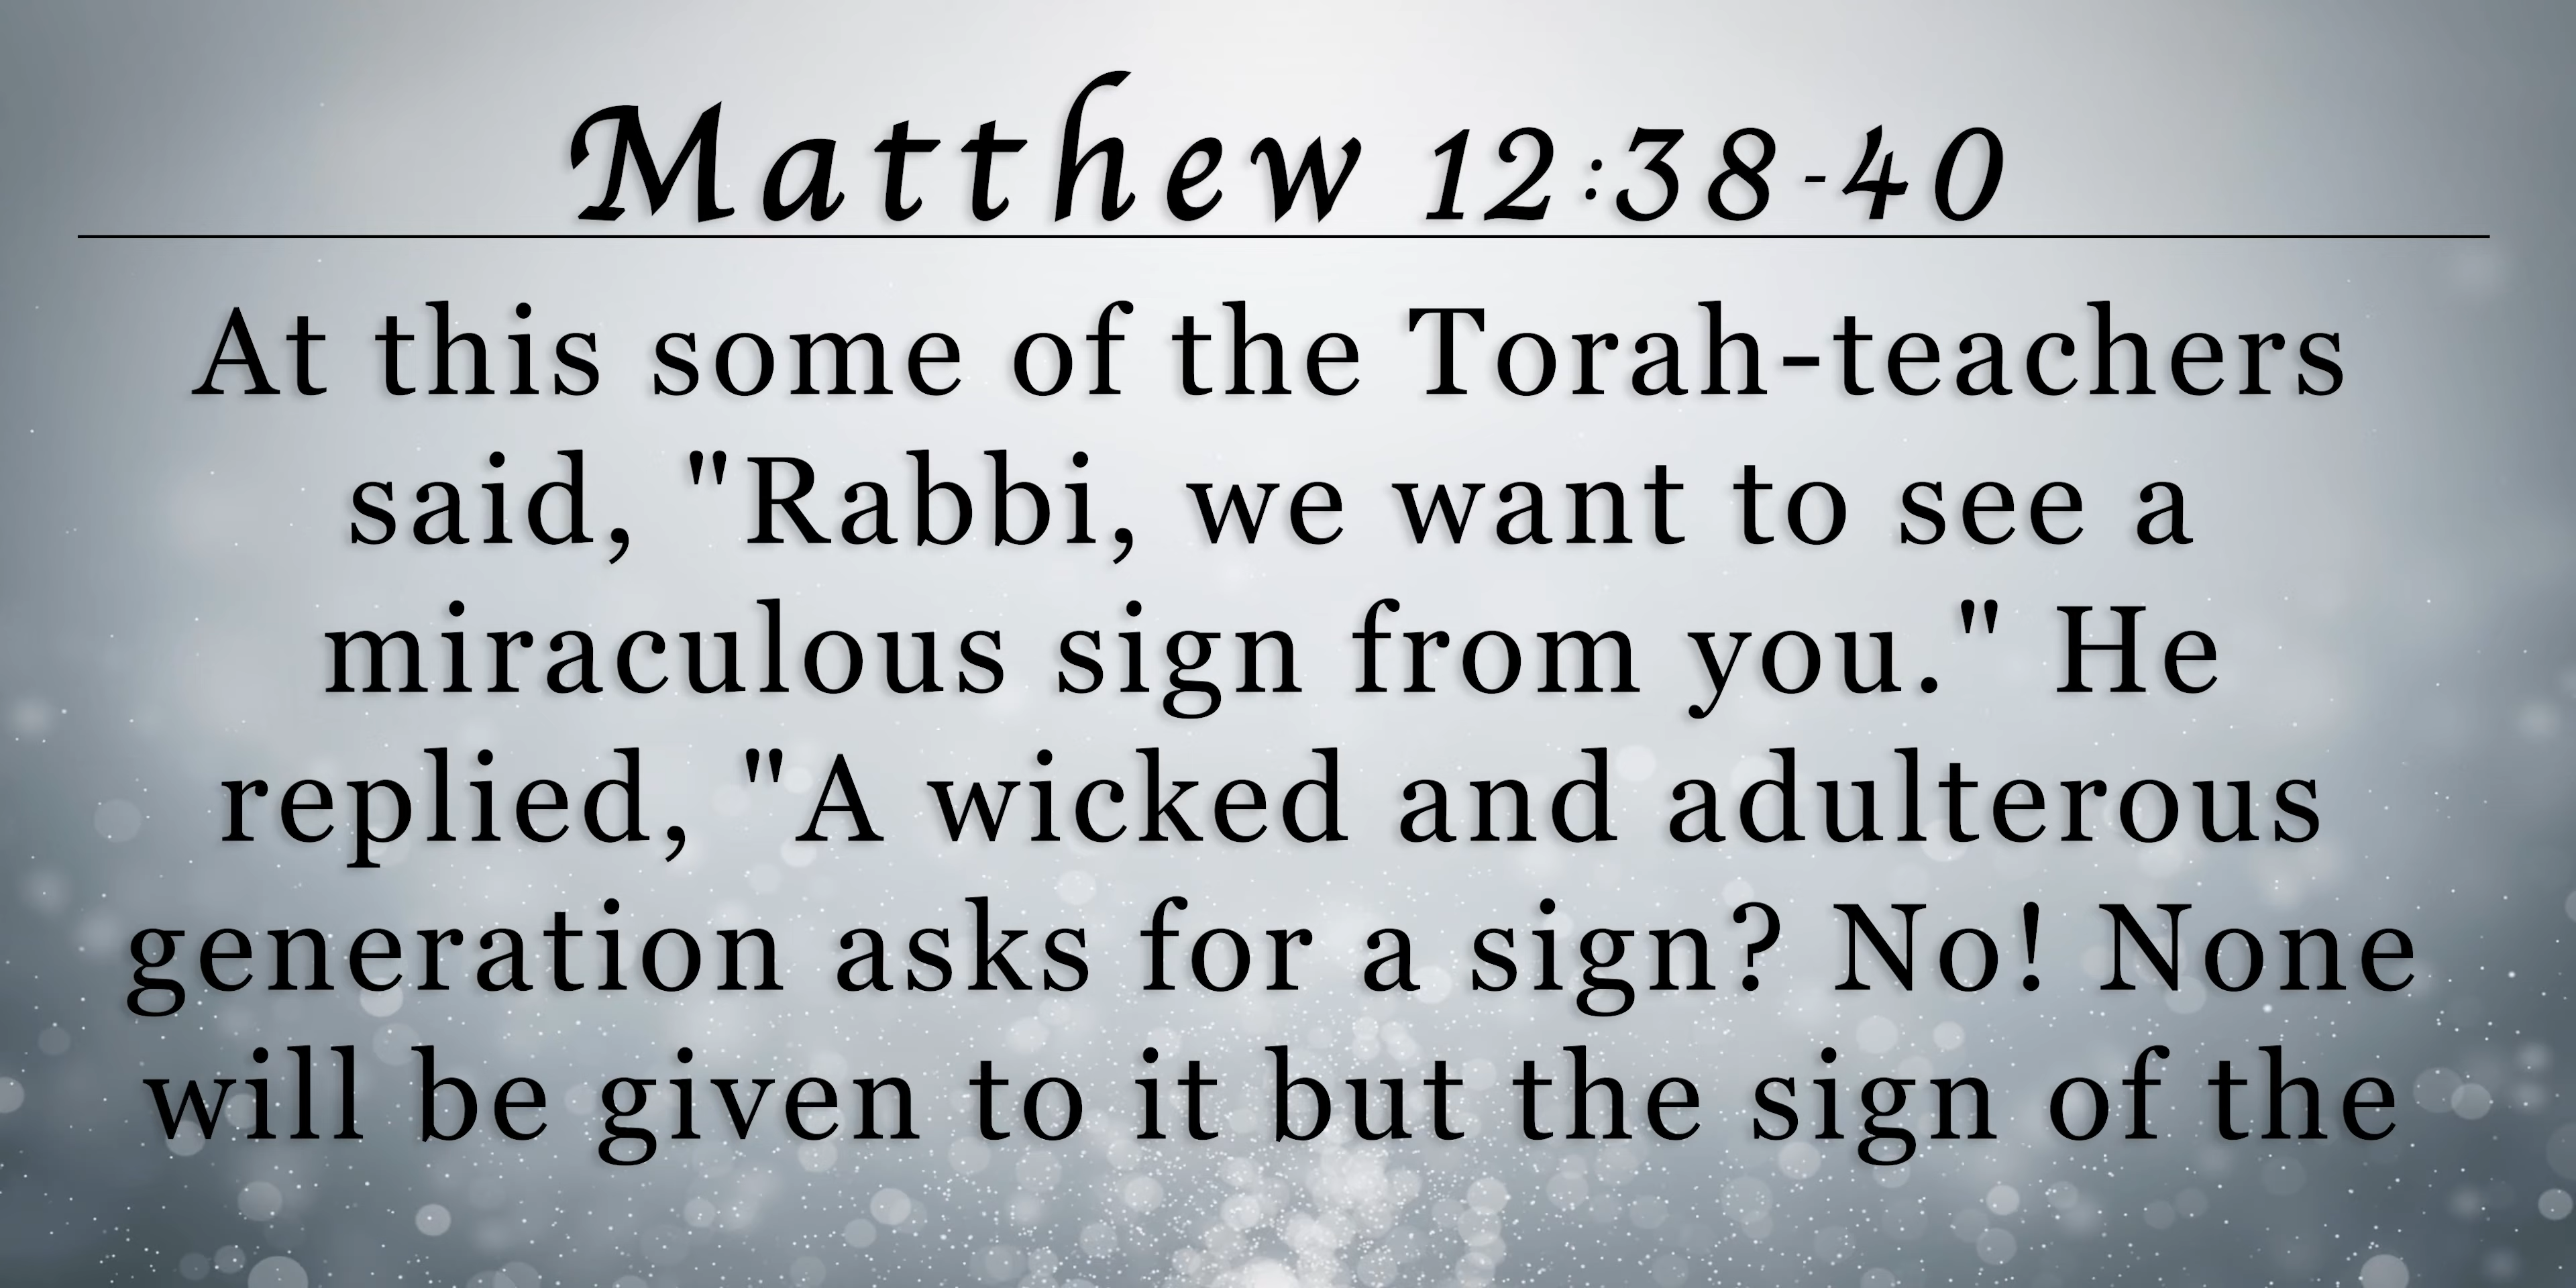 Matthew 12:38-40
At this some of the Torah-teachers
said, "Rabbi, we want to see a
miraculous sign from you." He
replied, "A wicked and adulterous
generation asks for a sign? No! None
will be given to it but the sign of the